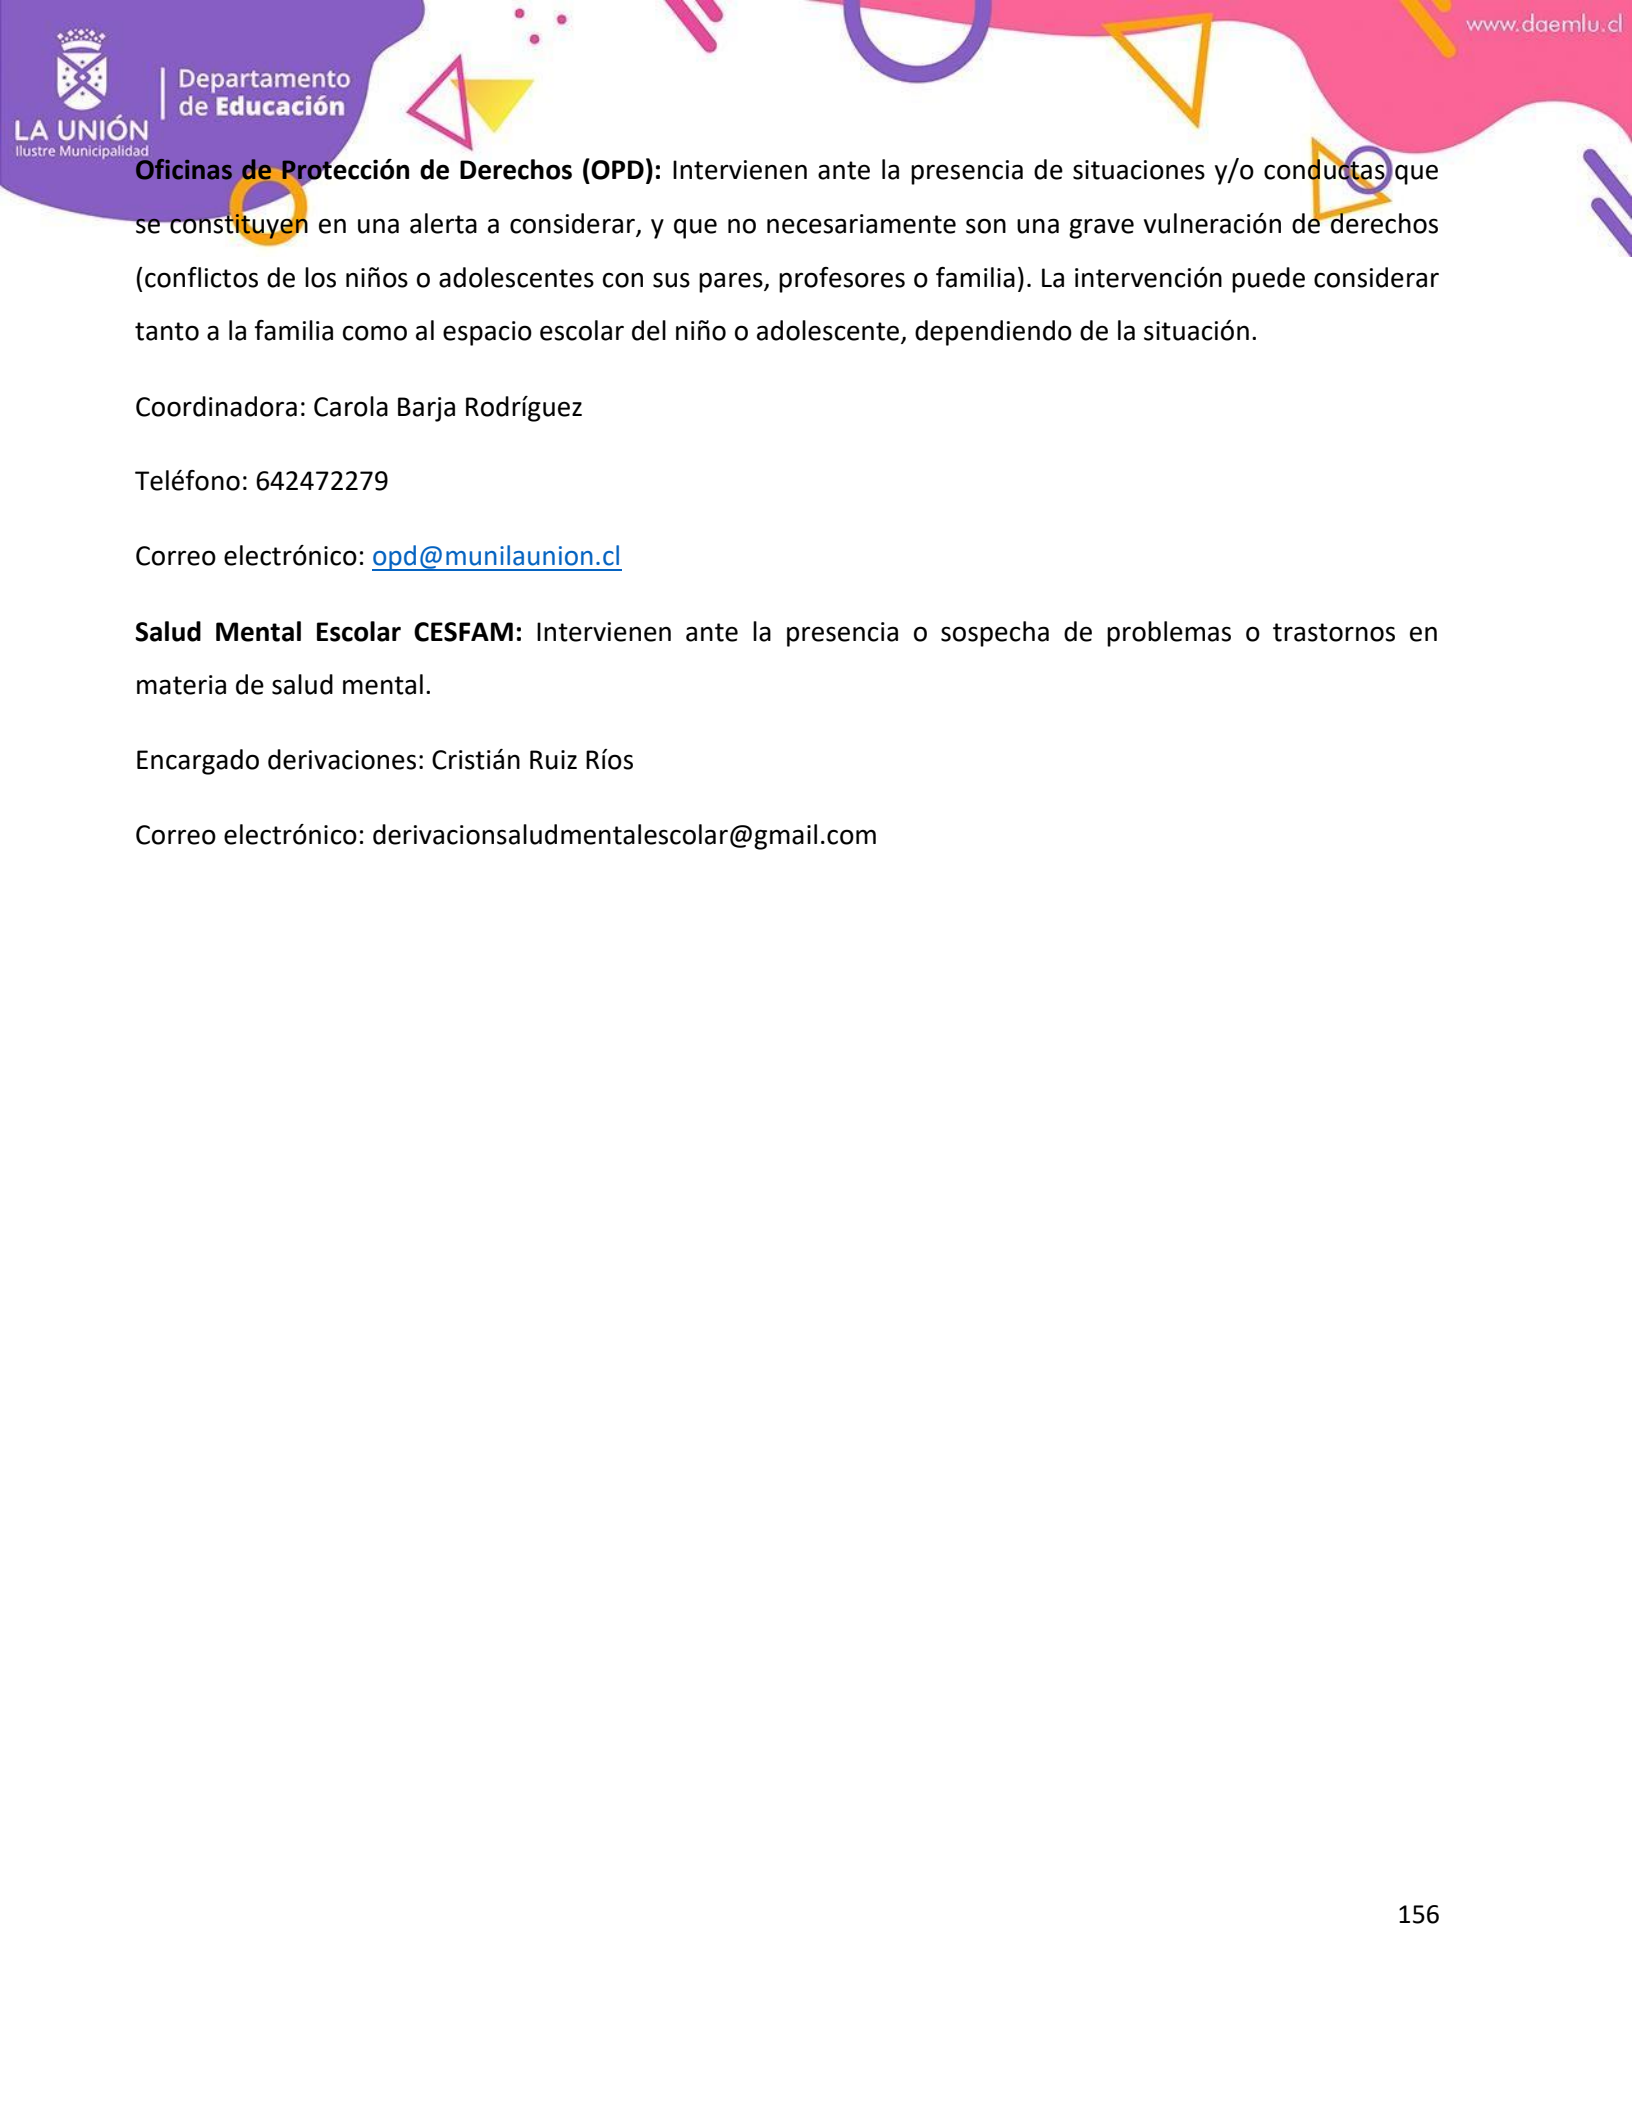 www.daemlu.cl
Departamento
de Educación
LA UNIÓN
Ilustre Municipalidad
Oficinas de Protección de Derechos (OPD): Intervienen ante la presencia de situaciones y/o conductas que
se constituyen en una alerta a considerar, y que no necesariamente son una grave vulneración de derechos
(conflictos de los niños o adolescentes con sus pares, profesores o familia). La intervención puede considerar
tanto a la familia como al espacio escolar del niño o adolescente, dependiendo de la situación.
Coordinadora: Carola Barja Rodríguez
Teléfono: 642472279
Correo electrónico: opd@munilaunion.cl
Salud Mental Escolar CESFAM: Intervienen ante la presencia o sospecha de problemas o trastornos en
materia de salud mental.
Encargado derivaciones: Cristián Ruiz Ríos
Correo electrónico: derivacionsaludmentalescolar@gmail.com
156